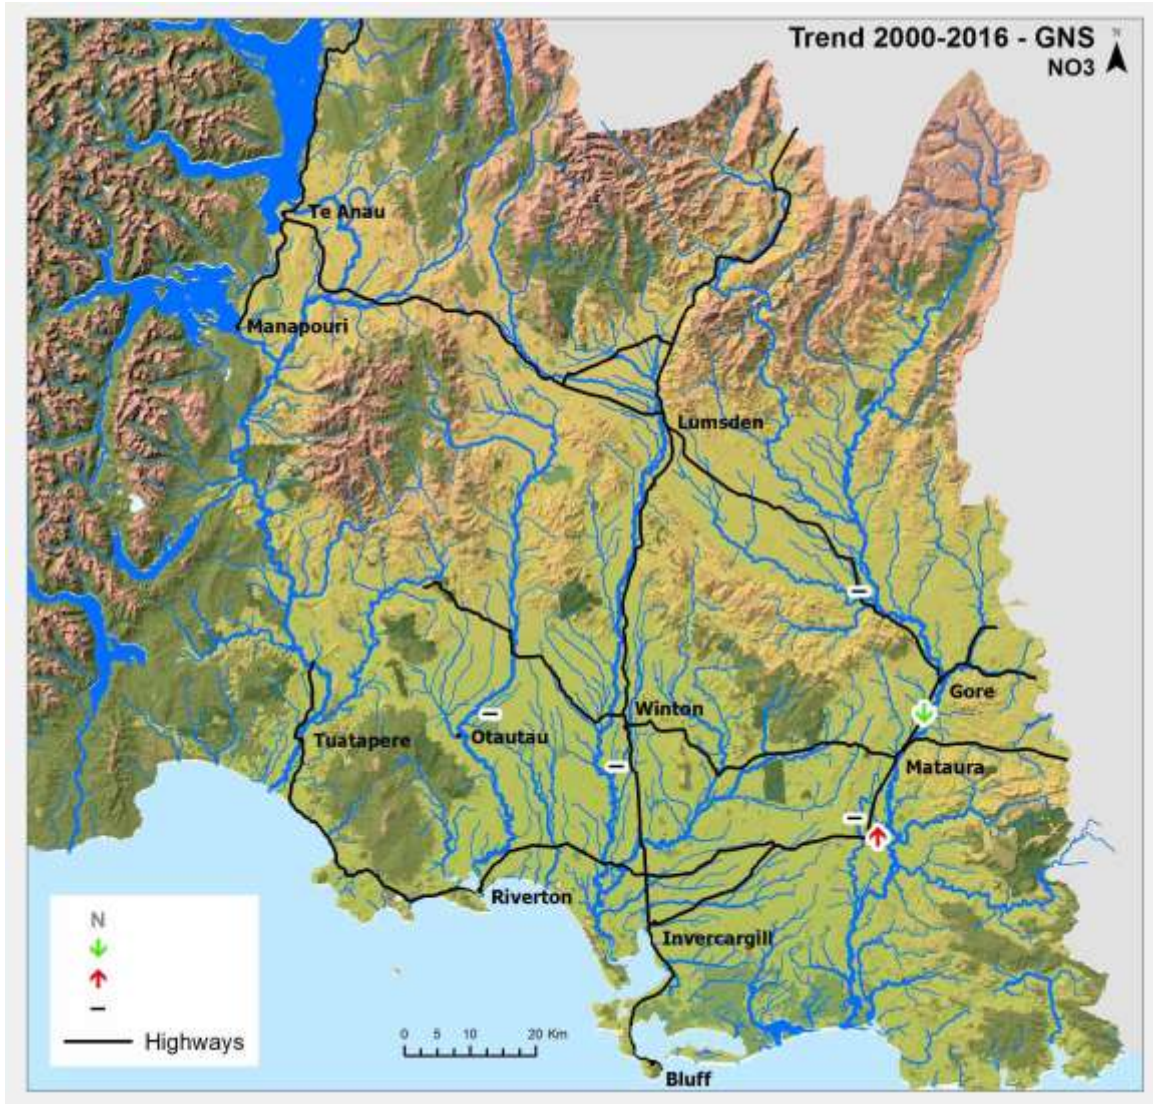 Trend 2000-2016 - GNS
NO3
N
Te Anau
Manapouri
Lumsden
Gore
Winton
Otautau
Tuatapere
Mataura
Riverton
Invercargill
Bluff
N
Highways
0 5 10 20 Km